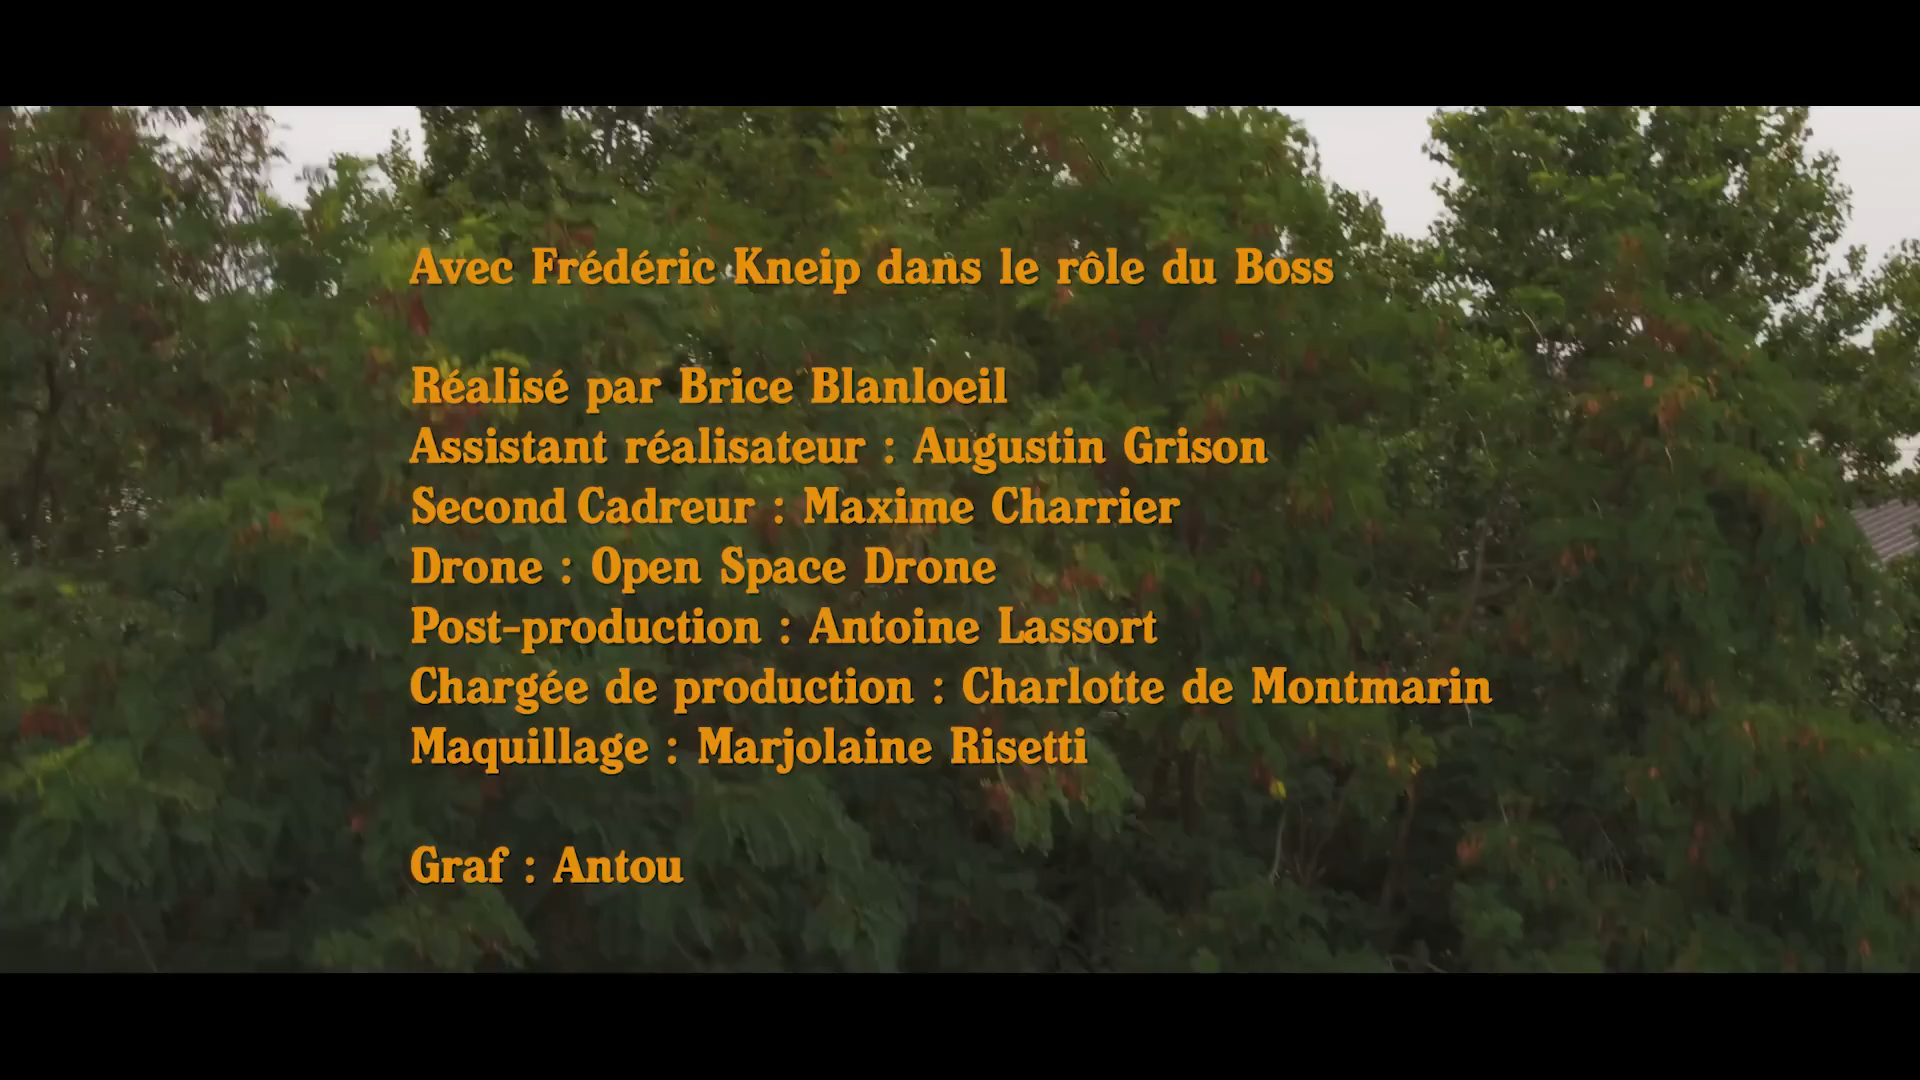 Avec Frédéric Kneip dans le rôle du Boss
Réalisé par Brice Blanloeil
Assistant réalisateur : Augustin Grison
Second Cadreur : Maxime Charrier
Drone : Open Space Drone
Post-production : Antoine Lassort
Chargée de production : Charlotte de Montmarin
Maquillage : Marjolaine Risetti
Graf : Antou